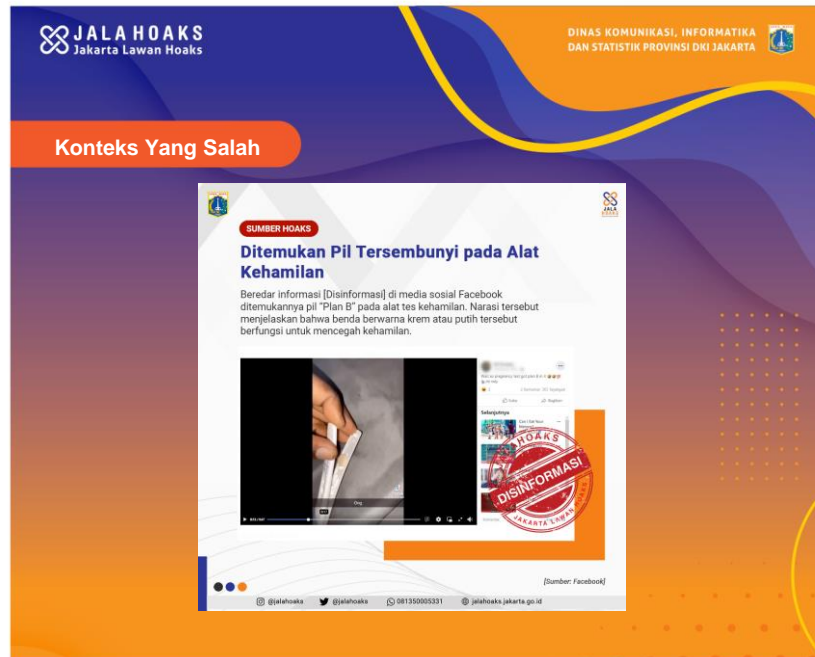 JALA HOAKS
Jakarta Lawan Hoaks
DINAS KOMUNIKASI, INFORMATIKA
DAN STATISTIK PROVINSI DKI JAKARTA
Konteks Yang Salah
JALA
HOAKS
SUMBER HOAKS
Ditemukan Pil Tersembunyi pada Alat
Kehamilan
Beredar informasi [Disinformasi] di media sosial Facebook
ditemukannya pil "Plan B" pada alat tes kehamilan. Narasi tersebut
menjelaskan bahwa benda berwarna krem atau putih tersebut
berfungsi untuk mencegah kehamilan.
Selanjutnya
HOAKS
DISINFORMASI
JAKARTA LAWAN HOAKS
[Sumber: Facebook]
@jalahoaks @jalahoaks 081350005331 jalahoaks.jakarta.go.id